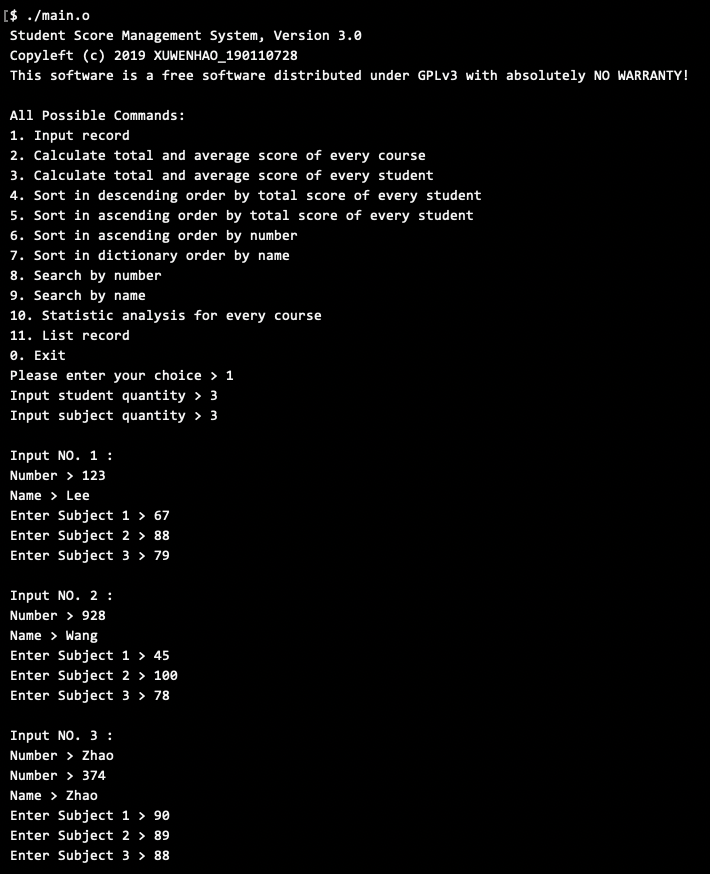 [$ ./main.o
Student Score Management System, Version 3.0
Copyleft (c) 2019 XUWENHAO_190110728
This software is a free software distributed under GPLv3 with absolutely NO WARRANTY!
All Possible Commands:
1. Input record
2. Calculate total and average score of every course
3. Calculate total and average score of every student
4. Sort in descending order by total score of every student
5. Sort in ascending order by total score of every student
6. Sort in ascending order by number
7. Sort in dictionary order by name
8. Search by number
9. Search by name
10. Statistic analysis for every course
11. List record
0. Exit
Please enter your choice > 1
Input student quantity > 3
Input subject quantity > 3
Input NO. 1 :
Number > 123
Name > Lee
Enter Subject 1 > 67
Enter Subject 2 > 88
Enter Subject 3 > 79
Input NO. 2 :
Number > 928
Name > Wang
Enter Subject 1 > 45
Enter Subject 2 > 100
Enter Subject 3 > 78
Input NO. 3 :
Number > Zhao
Number > 374
Name > Zhao
Enter Subject 1 > 90
Enter Subject 2 > 89
Enter Subject 3 > 88